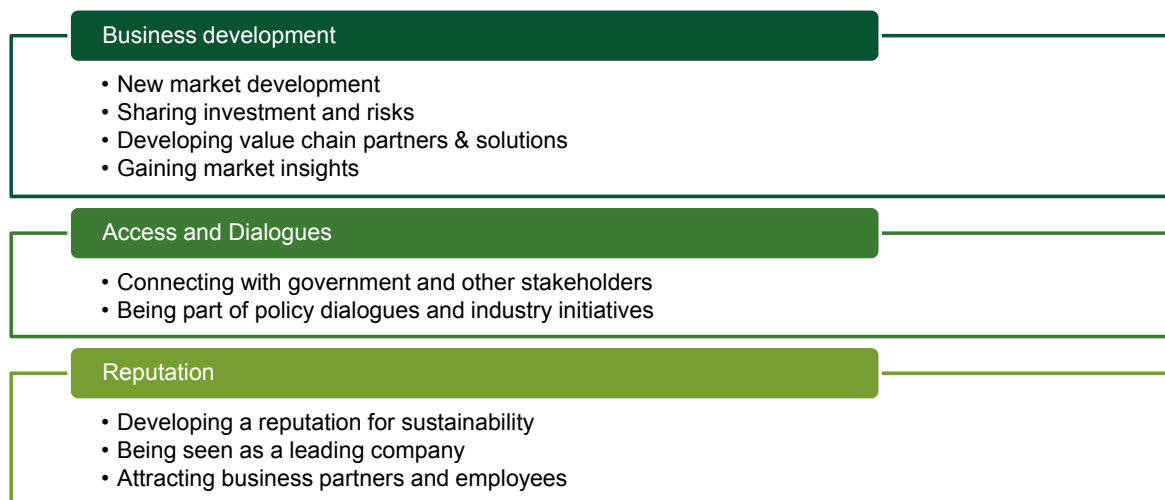 Business development
• New market development
• Sharing investment and risks
• Developing value chain partners & solutions
• Gaining market insights
Access and Dialogues
• Connecting with government and other stakeholders
• Being part of policy dialogues and industry initiatives
Reputation
• Developing a reputation for sustainability
• Being seen as a leading company
• Attracting business partners and employees